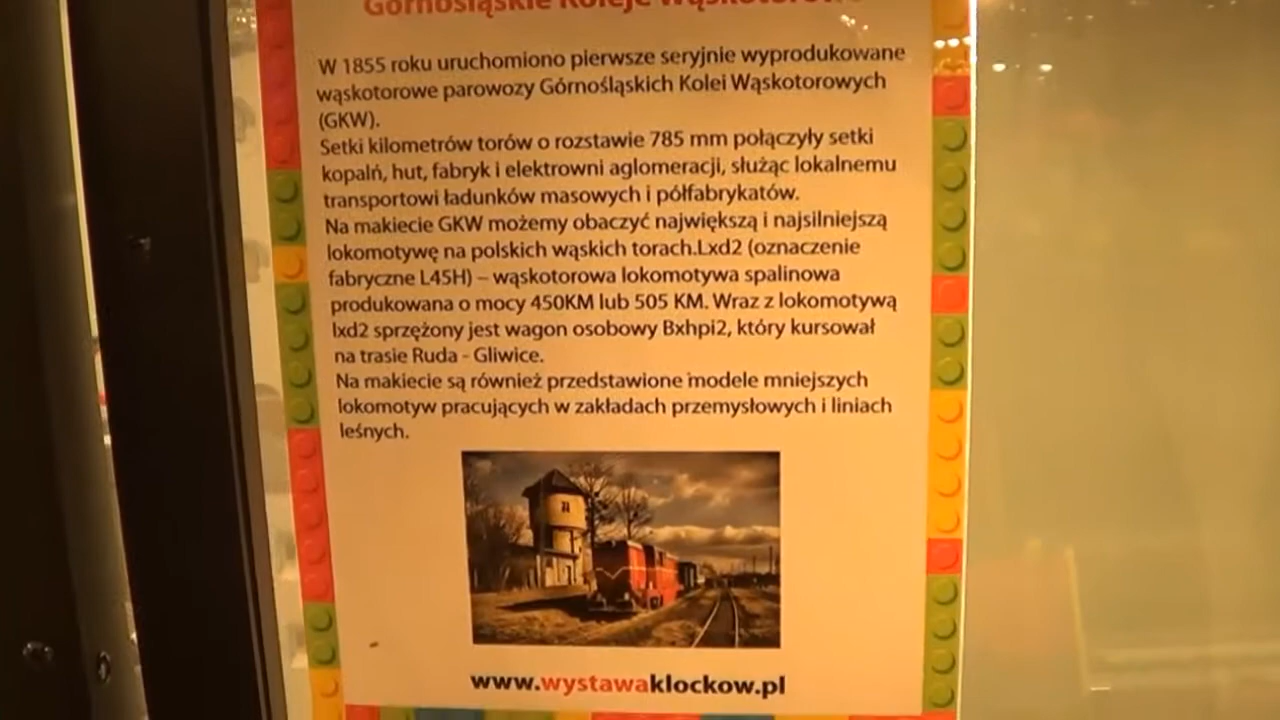 Górnośląskie Koleje Wąskotorowe
W 1855 roku uruchomiono pierwsze seryjnie wyprodukowane
wąskotorowe parowozy Górnośląskich Kolei Wąskotorowych
(GKW).
Setki kilometrów torów o rozstawie 785 mm połączyły setki
kopalń, hut, fabryk i elektrowni aglomeracji, służąc lokalnemu
transportowi ładunków masowych i półfabrykatów.
Na makiecie GKW możemy obaczyć największą i najsilniejszą
lokomotywę na polskich wąskich torach.Lxd2 (oznaczenie
fabryczne L45H) – wąskotorowa lokomotywa spalinowa
produkowana o mocy 450KM lub 505 KM. Wraz z lokomotywą
lxd2 sprzężony jest wagon osobowy Bxhpi2, który kursował
na trasie Ruda - Gliwice.
Na makiecie są również przedstawione modele mniejszych
lokomotyw pracujących w zakładach przemysłowych i liniach
leśnych.
www.wystawaklockow.pl